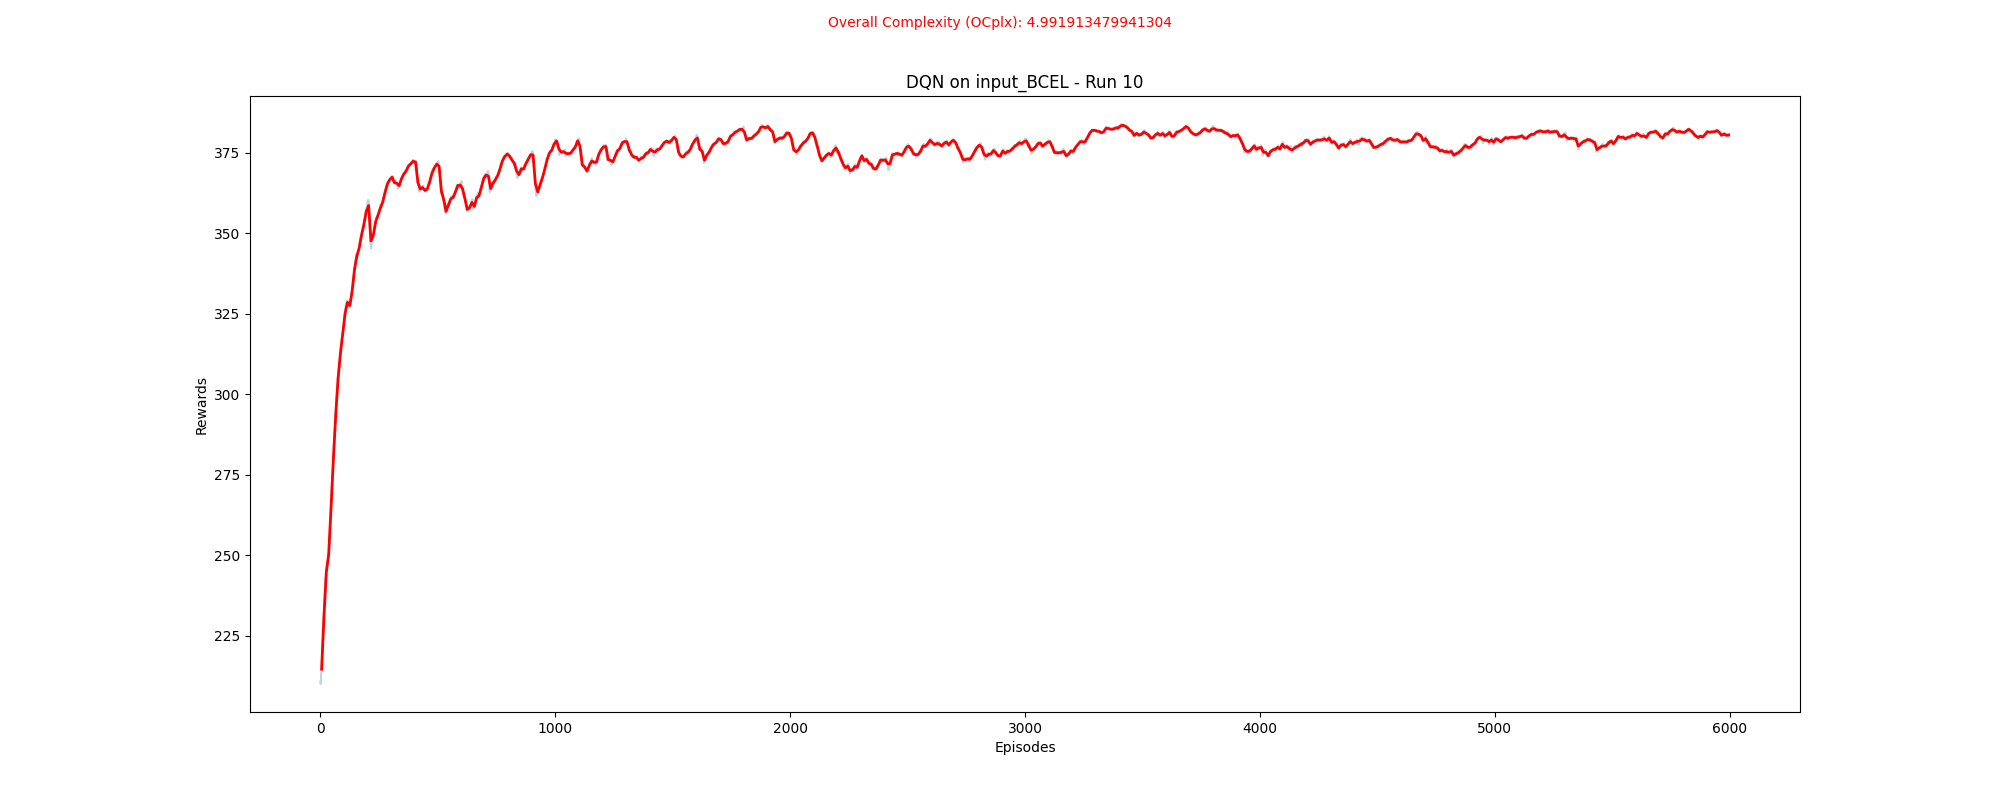 Overall Complexity (OCplx): 4.991913479941304
DQN on input_BCEL - Run 10
375
350
325
300
275
250
225
Rewards
0 1000 2000 3000 4000 5000 6000
Episodes